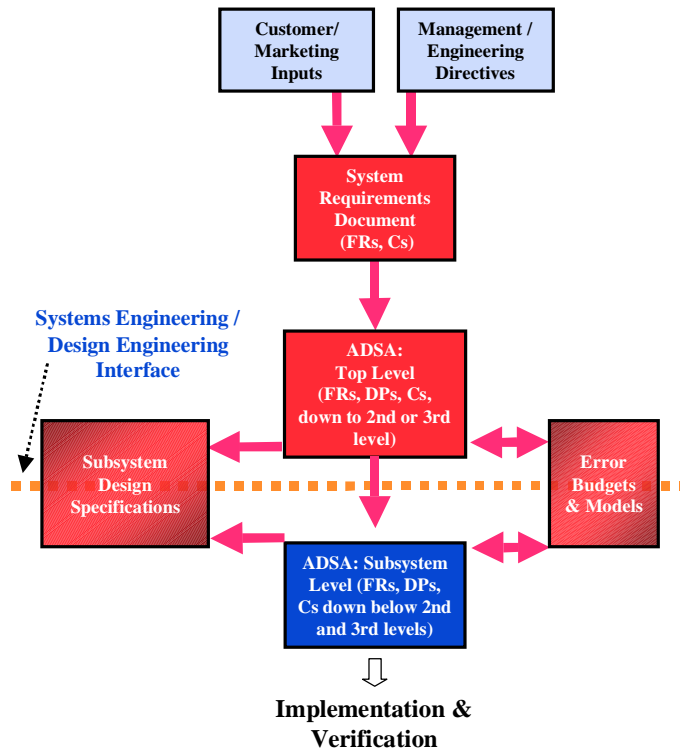 Customer/
Marketing
Inputs
Management /
Engineering
Directives
System
Requirements
Document
(FRs, Cs)
Systems Engineering /
Design Engineering
Interface
ADSA:
Top Level
(FRs, DPs, Cs,
down to 2nd or 3rd
level)
Subsystem
Design
Specifications
Error
Budgets
& Models
ADSA: Subsystem
Level (FRs, DPs,
Cs down below 2nd
and 3rd levels)
Implementation &
Verification